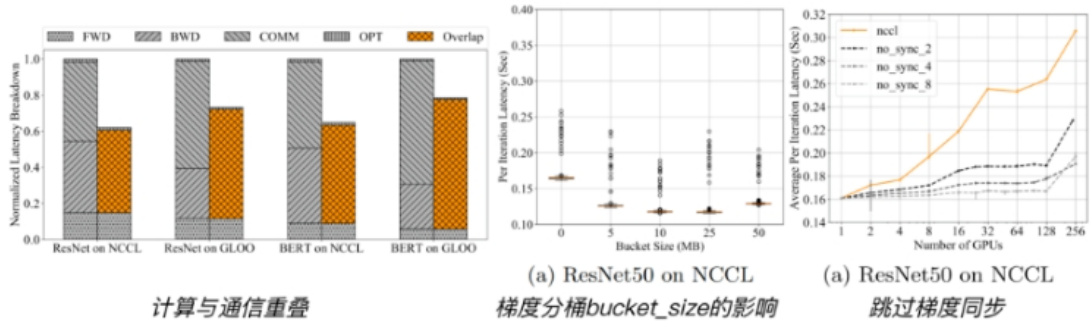 FWD BWD COMM OPT Overlap
Normalized Latency Breakdown
1.0
0.8
0.6
0.4
0.2
0.0
ResNet on NCCL ResNet on GLOO BERT on NCCL BERT on GLOO
计算与通信重叠
Per Iteration Latency (Sec)
0.40
0.35
0.30
0.25
0.20
0.15
0.10
0 5 10 25 50
Bucket Size (MB)
(a) ResNet50 on NCCL
梯度分桶bucket_size的影响
Average Per Iteration Latency (Sec)
0.32
0.30
0.28
0.26
0.24
0.22
0.20
0.18
0.16
0.14
nccl
no_sync_2
no_sync_4
no_sync_8
1 2 4 8 16 32 64 128 256
Number of GPUs
(a) ResNet50 on NCCL
跳过梯度同步